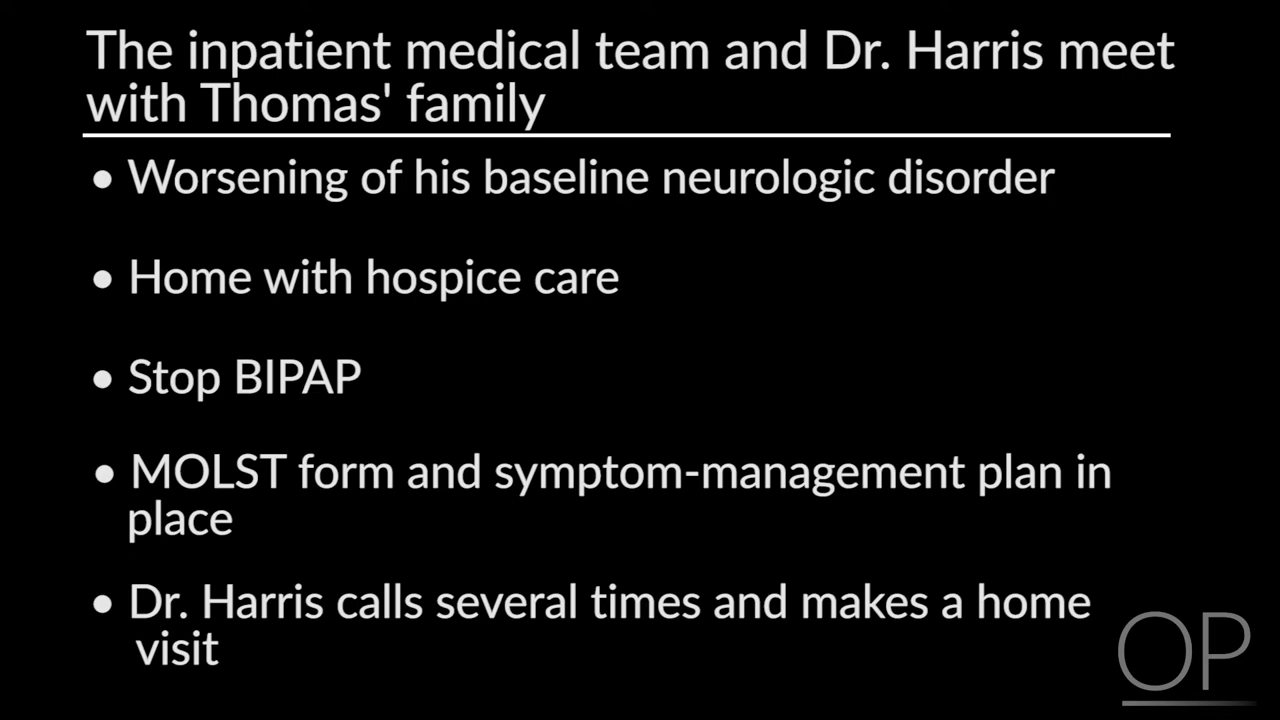 The inpatient medical team and Dr. Harris meet
with Thomas' family
• Worsening of his baseline neurologic disorder
• Home with hospice care
• Stop BIPAP
• MOLST form and symptom-management plan in
place
• Dr. Harris calls several times and makes a home
visit
OP